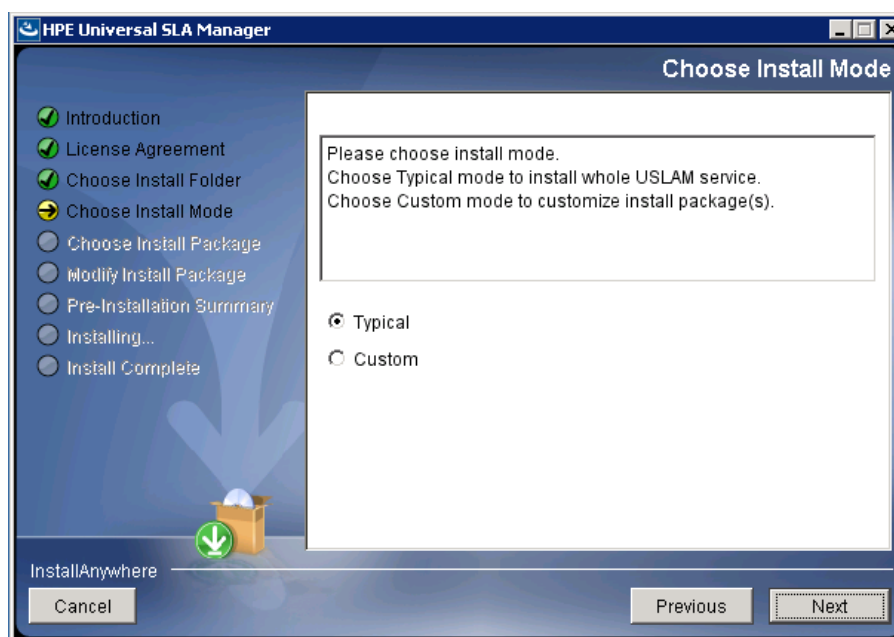 HPE Universal SLA Manager
Choose Install Mode
Introduction
License Agreement
Choose Install Folder
Choose Install Mode
Choose Install Package
Modify Install Package
Pre-Installation Summary
Installing...
Install Complete
Please choose install mode.
Choose Typical mode to install whole USLAM service.
Choose Custom mode to customize install package(s).
Typical
Custom
InstallAnywhere
Cancel
Previous
Next